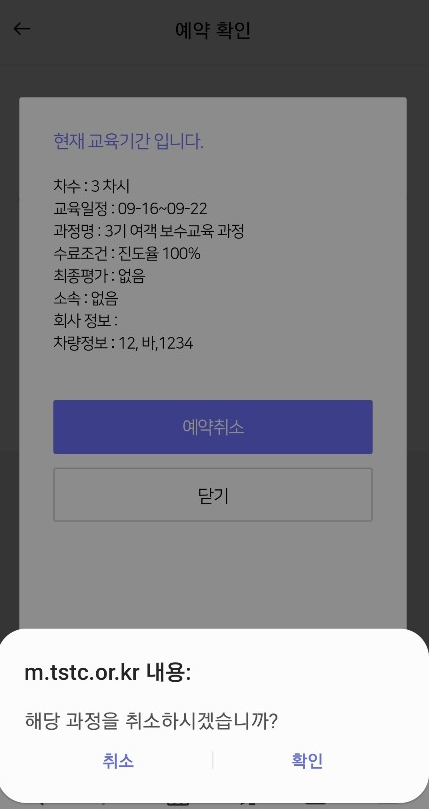 예약 확인
현재 교육기간 입니다.
차수 : 3 차시
교육일정 : 09-16~09-22
과정명 : 3기 여객 보수교육 과정
수료조건 : 진도율 100%
최종평가 : 없음
소속 : 없음
회사 정보 :
차량정보 : 12, 바,1234
예약취소
닫기
m.tstc.or.kr 내용:
해당 과정을 취소하시겠습니까?
취소 확인